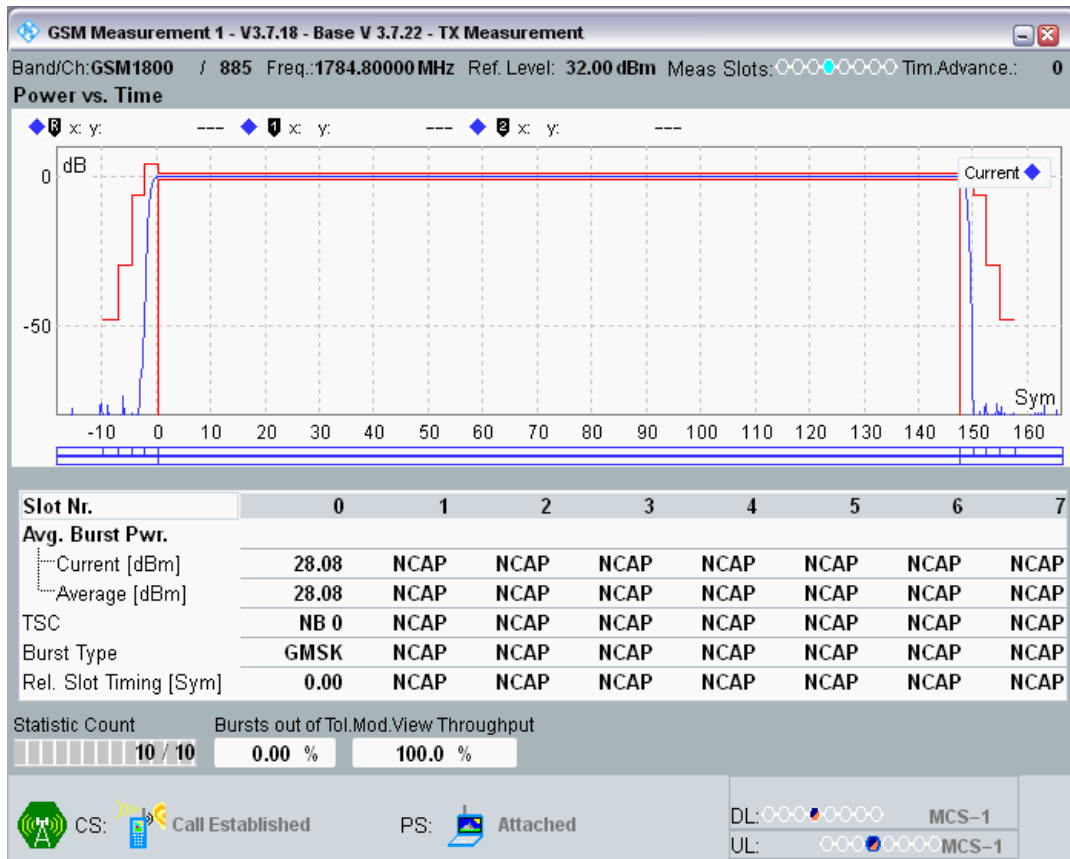 GSM Measurement 1 - V3.7.18 - Base V 3.7.22 - TX Measurement
Band/Ch:GSM1800 / 885 Freq.:1784.80000 MHz Ref. Level: 32.00 dBm Meas Slots: Tim.Advance.: 0
Power vs. Time
R x: y: --- 1 x: y: --- 2 x: y: ---
dB
0
Current
-50
Sym
-10 0 10 20 30 40 50 60 70 80 90 100 110 120 130 140 150 160
Slot Nr. 0 1 2 3 4 5 6 7
Avg. Burst Pwr.
Current [dBm] 28.08 NCAP NCAP NCAP NCAP NCAP NCAP NCAP
Average [dBm] 28.08 NCAP NCAP NCAP NCAP NCAP NCAP NCAP
TSC NB 0 NCAP NCAP NCAP NCAP NCAP NCAP NCAP
Burst Type GMSK NCAP NCAP NCAP NCAP NCAP NCAP NCAP
Rel. Slot Timing [Sym] 0.00 NCAP NCAP NCAP NCAP NCAP NCAP NCAP
Statistic Count Bursts out of Tol.Mod.View Throughput
10 / 10 0.00 % 100.0 %
CS: Call Established PS: Attached DL: MCS-1
UL: MCS-1